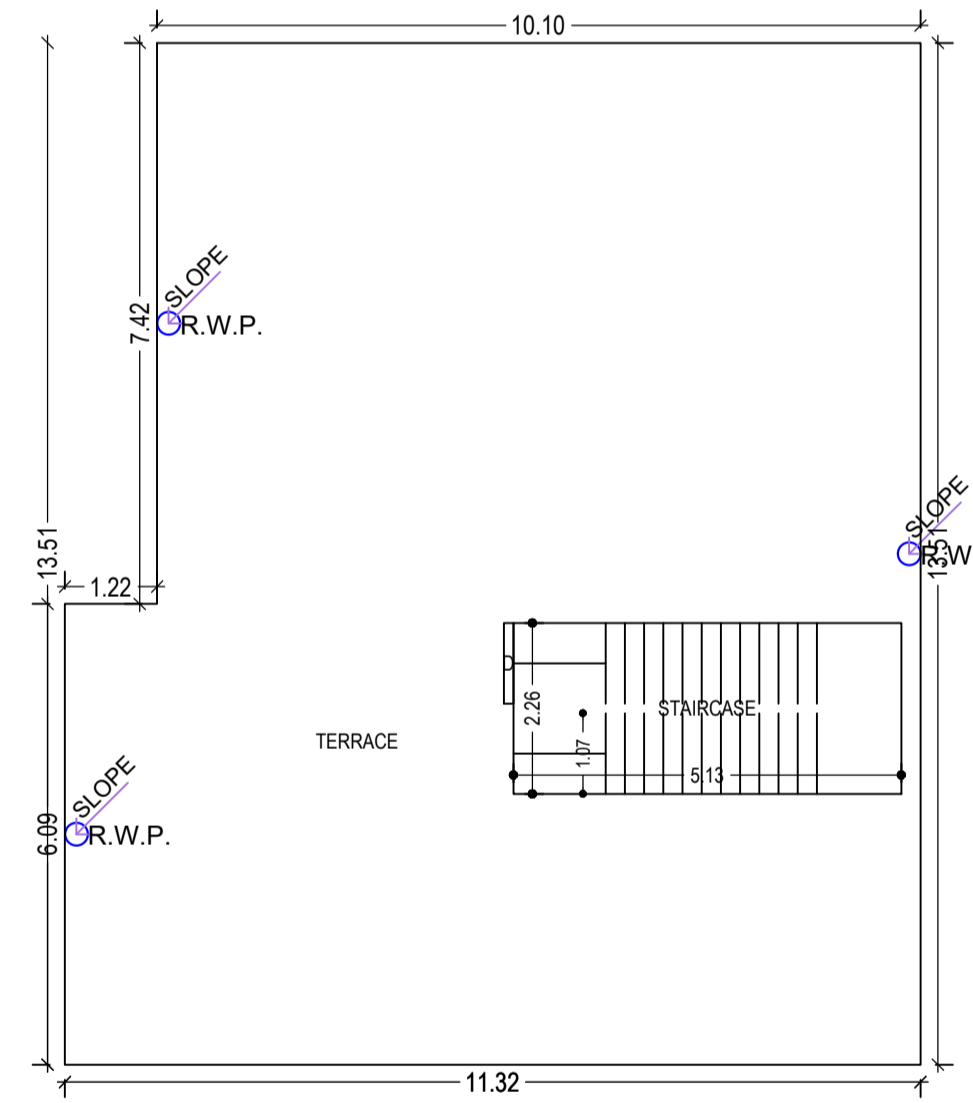 10.10
SLOPE
R.W.P.
7.42
SLOPE
R.W
13.51
13.51
1.22
2.26
STAIRCASE
1.07
TERRACE
5.13
SLOPE
R.W.P.
6.09
11.32